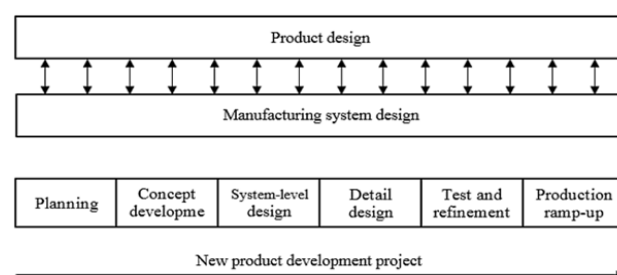 Product design
Manufacturing system design
Planning
Concept
developme
System-level
design
Detail
design
Test and
refinement
Production
ramp-up
New product development project